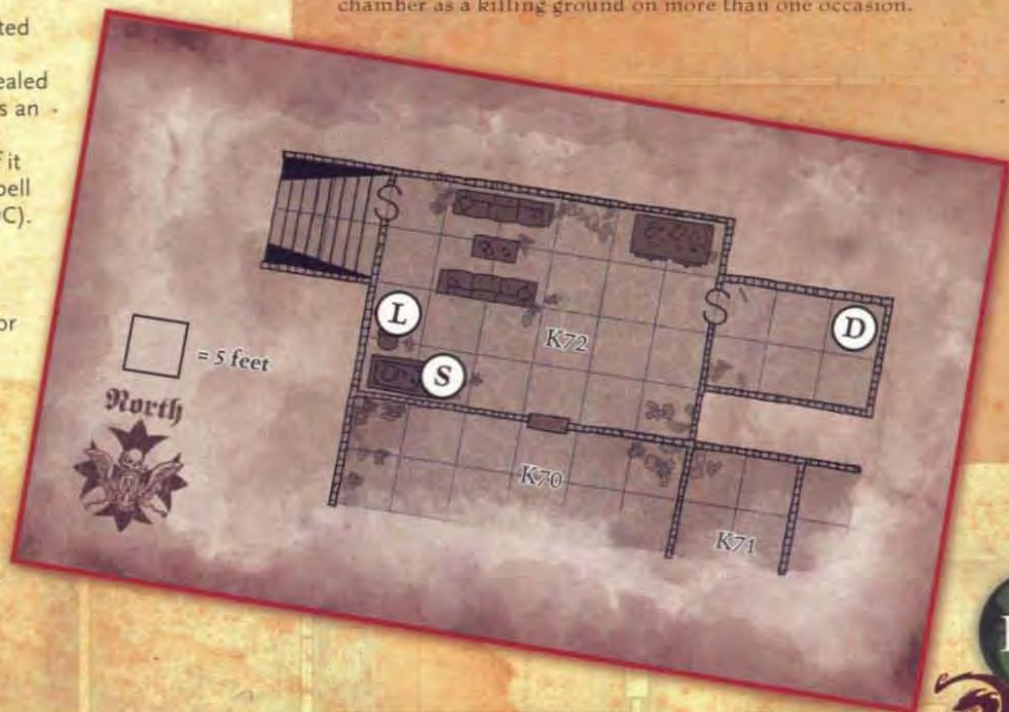 chamber as a killing ground on more than one occasion.
ealed
s an
f it
pell
or
S
L
S
D
K72
S
= 5 feet
North
K70
K71